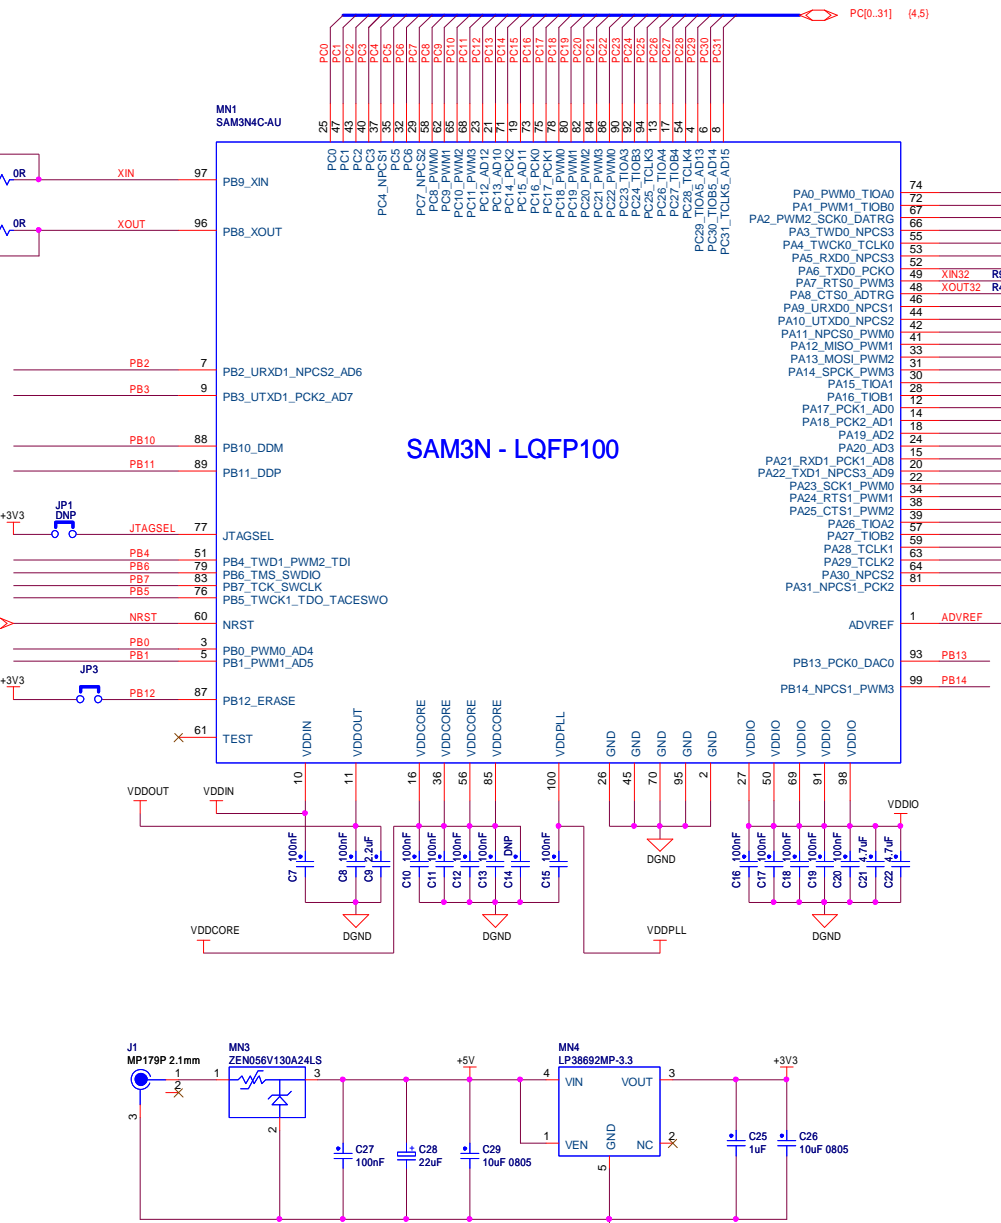 PC[0..31] {4,5}
PC0 PC1 PC2 PC3 PC4 PC5 PC6 PC7 PC8 PC9 PC10 PC11 PC12 PC13 PC14 PC15 PC16 PC17 PC18 PC19 PC20 PC21 PC22 PC23 PC24 PC25 PC26 PC27 PC28 PC29 PC30 PC31
MN1
SAM3N4C-AU
25 47 43 40 37 35 32 29 58 62 65 68 23 21 71 19 73 75 78 80 82 84 86 90 92 94 13 17 54 4 6 8
PC0 PC1 PC2 PC3 PC4_NPCS1 PC5 PC6 PC7_NPCS2 PC8_PWM0 PC9_PWM1 PC10_PWM2 PC11_PWM3 PC12_AD12 PC13_AD10 PC14_PCK2 PC15_AD11 PC16_PCK0 PC17_PCK1 PC18_PWM0 PC19_PWM1 PC20_PWM2 PC21_PWM3 PC22_PWM0 PC23_TIOA3 PC24_TIOB3 PC25_TCLK3 PC26_TIOA4 PC27_TIOB4 PC28_TCLK4 PC29_TIOA5_AD13 PC30_TIOB5_AD14 PC31_TCLK5_AD15
0R XIN 97 PB9_XIN
0R XOUT 96 PB8_XOUT
PB2 7 PB2_URXD1_NPCS2_AD6
PB3 9 PB3_UTXD1_PCK2_AD7
PB10 88 PB10_DDM
PB11 89 PB11_DDP
JP1
DNP
+3V3 JTAGSEL 77 JTAGSEL
PB4 51 PB4_TWD1_PWM2_TDI
PB6 79 PB6_TMS_SWDIO
PB7 83 PB7_TCK_SWCLK
PB5 76 PB5_TWCK1_TDO_TACESWO
NRST 60 NRST
PB0 3 PB0_PWM0_AD4
PB1 5 PB1_PWM1_AD5
JP3
+3V3 PB12 87 PB12_ERASE
61 TEST
SAM3N - LQFP100
PA0_PWM0_TIOA0 74
PA1_PWM1_TIOB0 72
PA2_PWM2_SCK0_DATRG 67
PA3_TWD0_NPCS3 66
PA4_TWCK0_TCLK0 55
PA5_RXD0_NPCS3 53
PA6_TXD0_PCKO 52
PA7_RTS0_PWM3 49 XIN32
PA8_CTS0_ADTRG 48 XOUT32
PA9_URXD0_NPCS1 46
PA10_UTXD0_NPCS2 44
PA11_NPCS0_PWM0 42
PA12_MISO_PWM1 41
PA13_MOSI_PWM2 33
PA14_SPCK_PWM3 31
PA15_TIOA1 30
PA16_TIOB1 28
PA17_PCK1_AD0 12
PA18_PCK2_AD1 14
PA19_AD2 18
PA20_AD3 24
PA21_RXD1_PCK1_AD8 15
PA22_TXD1_NPCS3_AD9 20
PA23_SCK1_PWM0 22
PA24_RTS1_PWM1 34
PA25_CTS1_PWM2 38
PA26_TIOA2 39
PA27_TIOB2 57
PA28_TCLK1 59
PA29_TCLK2 63
PA30_NPCS2 64
PA31_NPCS1_PCK2 81
ADVREF 1 ADVREF
PB13_PCK0_DAC0 93 PB13
PB14_NPCS1_PWM3 99 PB14
VDDIN VDDOUT VDDCORE VDDCORE VDDCORE VDDCORE VDDPLL GND GND GND GND GND VDDIO VDDIO VDDIO VDDIO VDDIO
10 11 16 36 56 85 100 26 45 70 95 2 27 50 69 91 98
VDDOUT VDDIN VDDIO
C7 100nF C8 100nF C9 2.2uF C10 100nF C11 100nF C12 100nF C13 100nF C14 DNP C15 100nF C16 100nF C17 100nF C18 100nF C19 100nF C20 100nF C21 4.7uF C22 4.7uF
DGND
DGND DGND DGND
VDDCORE VDDPLL
J1
MP179P 2.1mm
1
2
3
MN3
ZEN056V130A24LS
1 3
2
+5V
C27
100nF
C28
22uF
C29
10uF 0805
MN4
LP38692MP-3.3
4 VIN VOUT 3
1 VEN GND NC 2
5
+3V3
C25
1uF
C26
10uF 0805